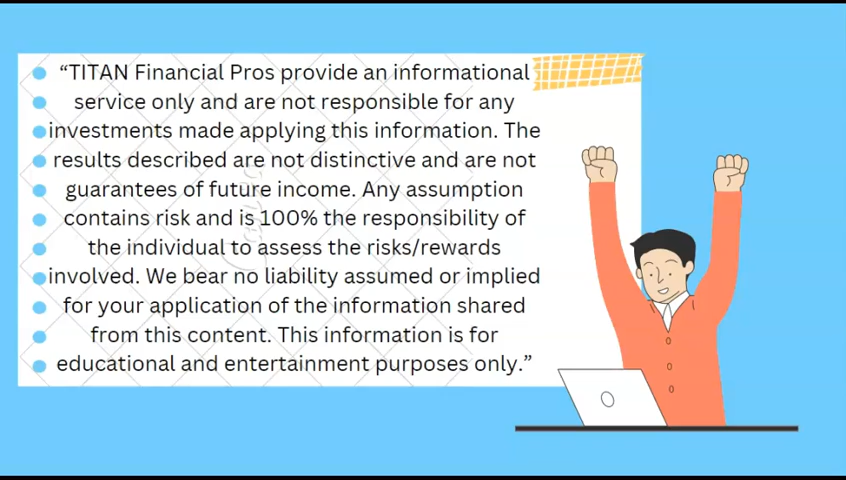 “TITAN Financial Pros provide an informational
service only and are not responsible for any
investments made applying this information. The
results described are not distinctive and are not
guarantees of future income. Any assumption
contains risk and is 100% the responsibility of
the individual to assess the risks/rewards
involved. We bear no liability assumed or implied
for your application of the information shared
from this content. This information is for
educational and entertainment purposes only.”
Canva